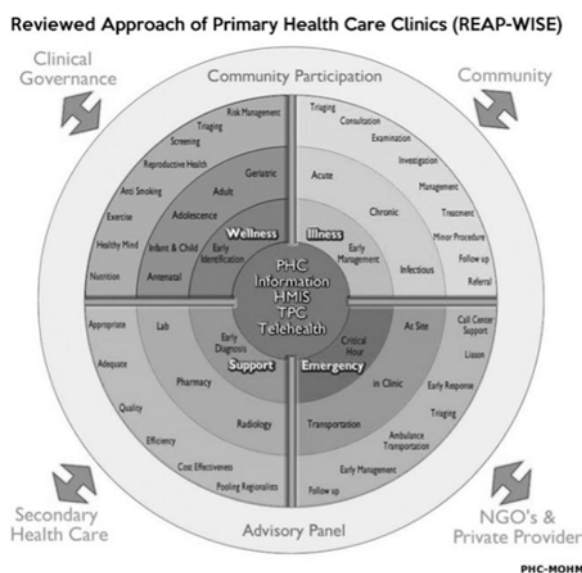 Reviewed Approach of Primary Health Care Clinics (REAP-WISE)
Clinical
Governance
Community Participation
Community
Risk Management
Triaging
Screening
Reproductive Health
Anti Smoking
Exercise
Healthy Mind
Nutrition
Geriatric
Adult
Adolescence
Infant & Child
Antenatal
Wellness
Early
Identification
Triaging
Consultation
Examination
Investigation
Management
Treatment
Minor Procedure
Follow up
Referral
Acute
Chronic
Infectious
Illness
Early
Management
PHC
Information
HMIS
TPC
Telehealth
Appropriate
Adequate
Quality
Efficiency
Cost Effectiveness
Pooling Regionalists
Lab
Pharmacy
Radiology
Early
Diagnosis
Support
Critical
Hour
Emergency
At Site
in Clinic
Transportation
Call Center
Support
Liason
Early Response
Triaging
Ambulance
Transportation
Early Management
Follow up
Secondary
Health Care
Advisory Panel
NGO's &
Private Provider
PHC-MOHM